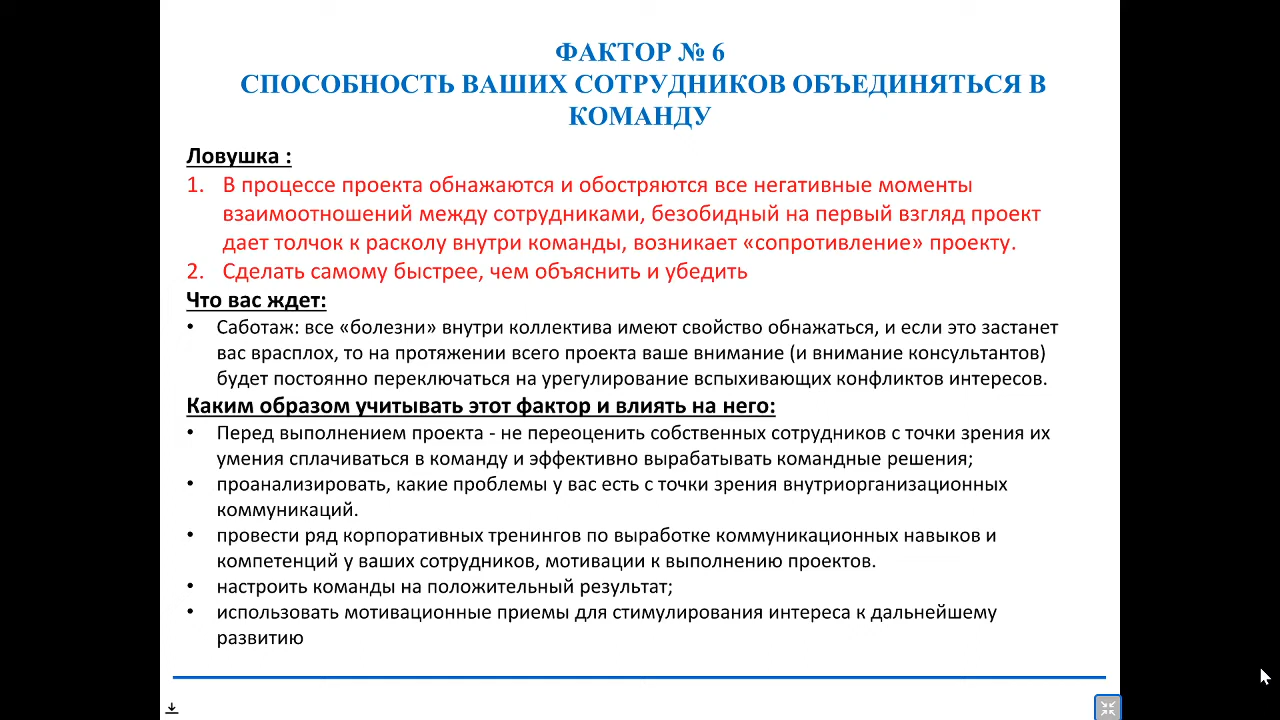 ФАКТОР № 6
СПОСОБНОСТЬ ВАШИХ СОТРУДНИКОВ ОБЪЕДИНЯТЬСЯ В
КОМАНДУ
Ловушка :
1. В процессе проекта обнажаются и обостряются все негативные моменты
взаимоотношений между сотрудниками, безобидный на первый взгляд проект
дает толчок к расколу внутри команды, возникает «сопротивление» проекту.
2. Сделать самому быстрее, чем объяснить и убедить
Что вас ждет:
• Саботаж: все «болезни» внутри коллектива имеют свойство обнажаться, и если это застанет
вас врасплох, то на протяжении всего проекта ваше внимание (и внимание консультантов)
будет постоянно переключаться на урегулирование вспыхивающих конфликтов интересов.
Каким образом учитывать этот фактор и влиять на него:
• Перед выполнением проекта - не переоценить собственных сотрудников с точки зрения их
умения сплачиваться в команду и эффективно вырабатывать командные решения;
• проанализировать, какие проблемы у вас есть с точки зрения внутриорганизационных
коммуникаций.
• провести ряд корпоративных тренингов по выработке коммуникационных навыков и
компетенций у ваших сотрудников, мотивации к выполнению проектов.
• настроить команды на положительный результат;
• использовать мотивационные приемы для стимулирования интереса к дальнейшему
развитию